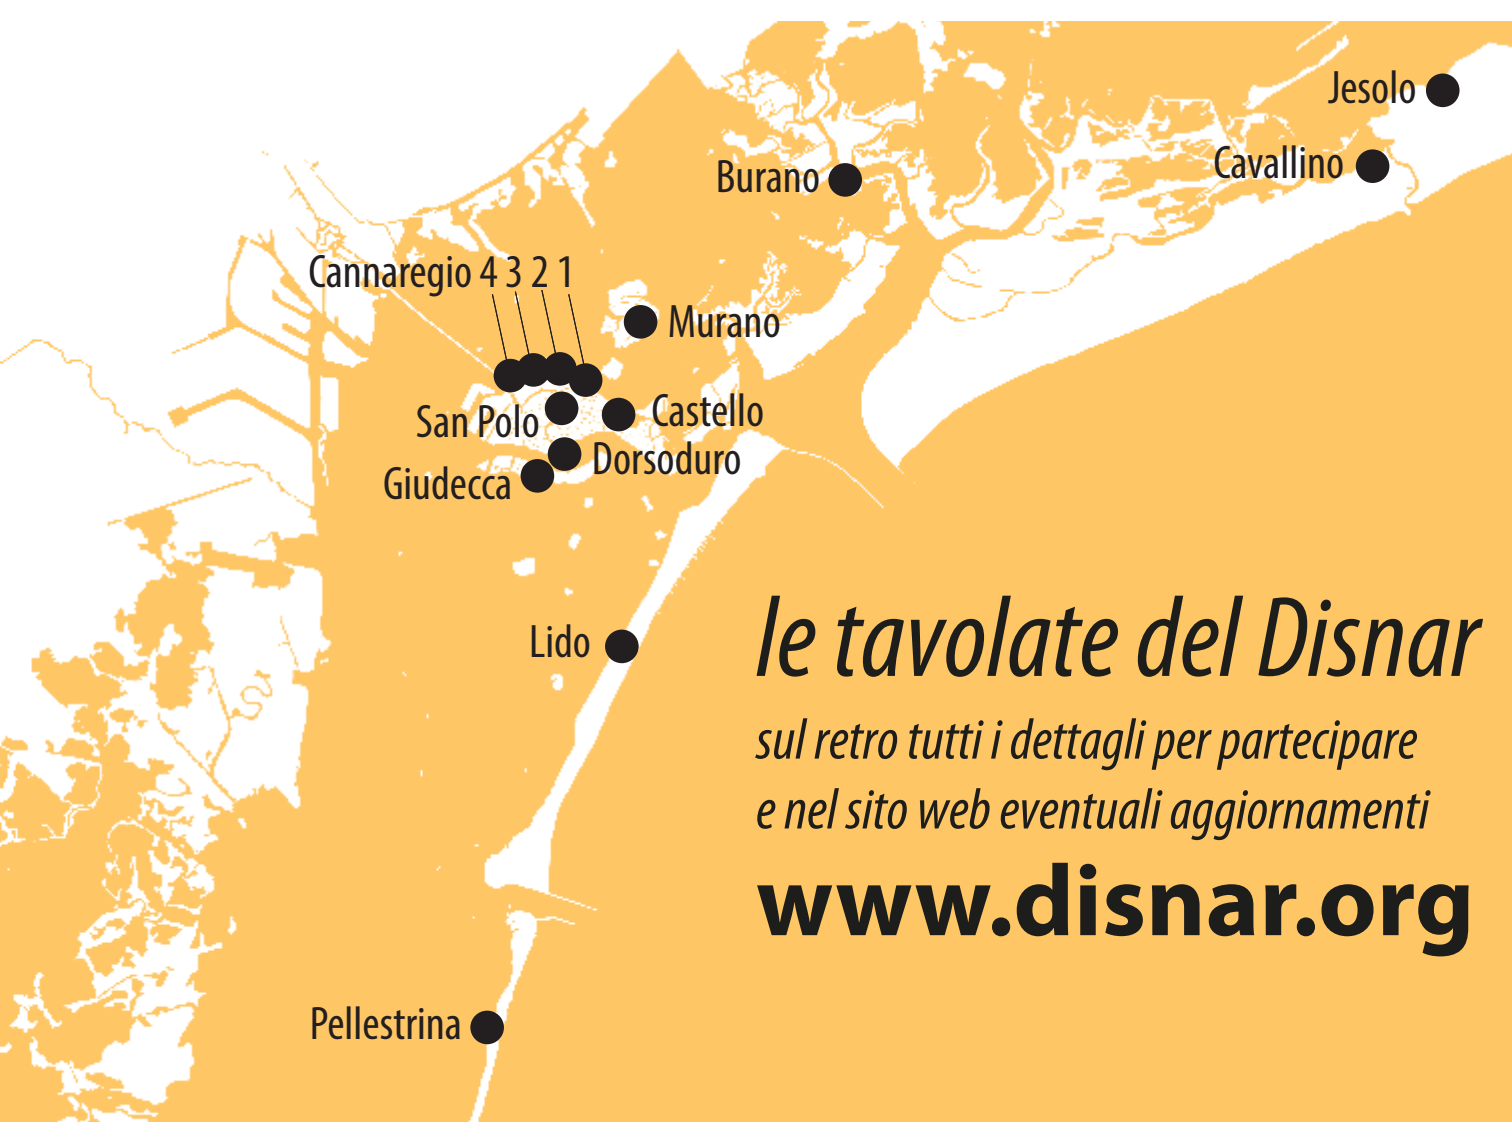 Jesolo
Cavallino
Burano
Cannaregio 4 3 2 1
Murano
San Polo
Castello
Dorsoduro
Giudecca
Lido
le tavolate del Disnar
sul retro tutti i dettagli per partecipare
e nel sito web eventuali aggiornamenti
www.disnar.org
Pellestrina